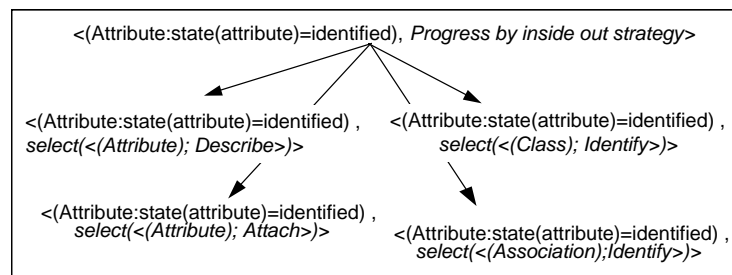 <(Attribute:state(attribute)=identified), Progress by inside out strategy>
<(Attribute:state(attribute)=identified) ,
select(<(Attribute); Describe>)>
<(Attribute:state(attribute)=identified) ,
select(<(Class); Identify>)>
<(Attribute:state(attribute)=identified) ,
select(<(Attribute); Attach>)>
<(Attribute:state(attribute)=identified) ,
select(<(Association);Identify>)>